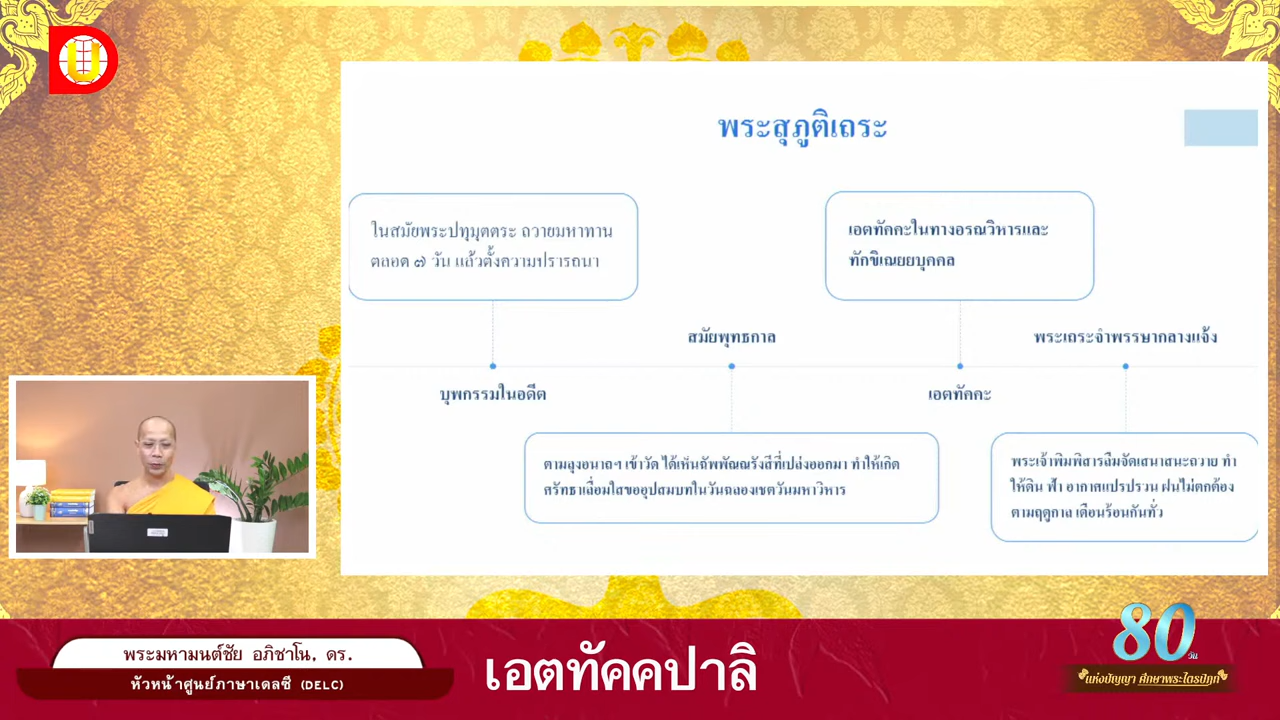 พระสุภูติเถระ
ในสมัยพระปทุมุตตระ ถวายมหาทาน
ตลอด ๗ วัน แล้วตั้งความปรารถนา
บุพกรรมในอดีต
สมัยพุทธกาล
ตามลุงอนาถฯ เข้าวัด ได้เห็นฉัพพัณณรังสีที่เปล่งออกมา ทำให้เกิด
ศรัทธาเลื่อมใสขออุปสมบทในวันฉลองเชตวันมหาวิหาร
เอตทัคคะในทางอรณวิหารและ
ทักขิเณยยบุคคล
เอตทัคคะ
พระเถระจำพรรษากลางแจ้ง
พระเจ้าพิมพิสารลืมจัดเสนาสนะถวาย ทำ
ให้ดิน ฟ้า อากาศแปรปรวน ฝนไม่ตกต้อง
ตามฤดูกาล เดือนร้อนกันทั่ว
พระมหามนต์ชัย อภิชาโน, ดร.
หัวหน้าศูนย์ภาษาเดลซี (DELC)
เอตทัคคปาลิ
80
วัน
แห่งปัญญา ศึกษาพระไตรปิฎก